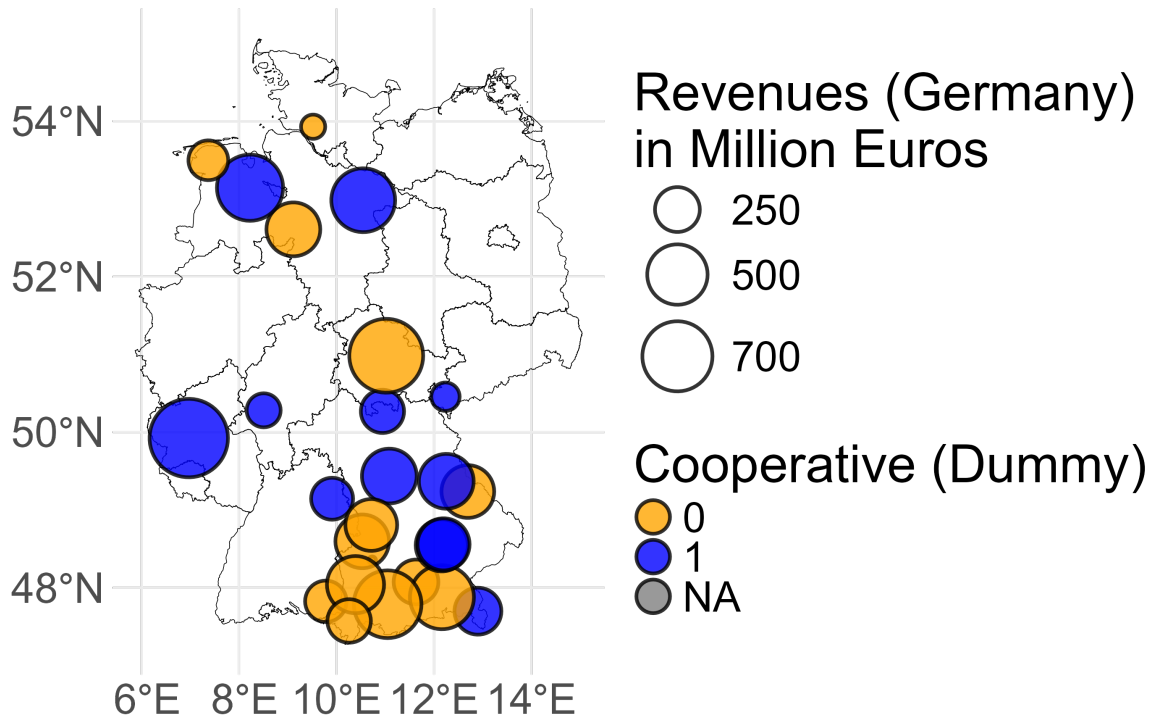 54°N
52°N
50°N
48°N
6°E 8°E 10°E 12°E 14°E
Revenues (Germany)
in Million Euros
250
500
700
Cooperative (Dummy)
0
1
NA